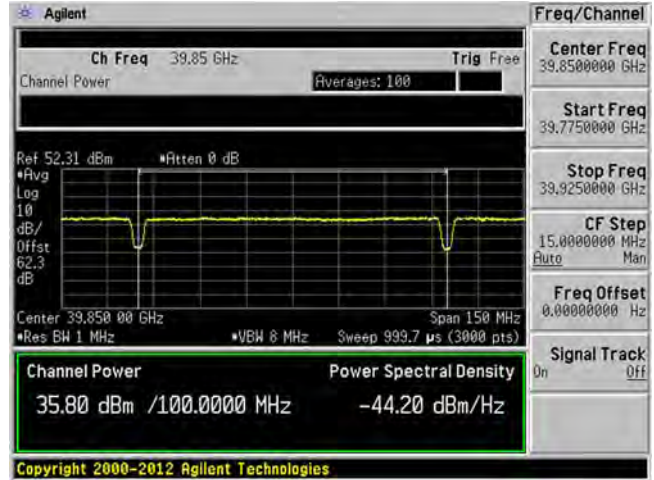 Agilent
Freq/Channel
Ch Freq 39.85 GHz Trig Free
Channel Power Averages: 100
Center Freq
39.8500000 GHz
Start Freq
39.7750000 GHz
Stop Freq
39.9250000 GHz
CF Step
15.0000000 MHz
Auto Man
Freq Offset
0.00000000 Hz
Signal Track
On Off
Ref 52.31 dBm *Atten 0 dB
*Avg
Log
10
dB/
Offst
62.3
dB
Center 39.850 00 GHz Span 150 MHz
*Res BW 1 MHz *VBW 8 MHz Sweep 999.7 µs (3000 pts)
Channel Power Power Spectral Density
35.80 dBm /100.0000 MHz -44.20 dBm/Hz
Copyright 2000-2012 Agilent Technologies